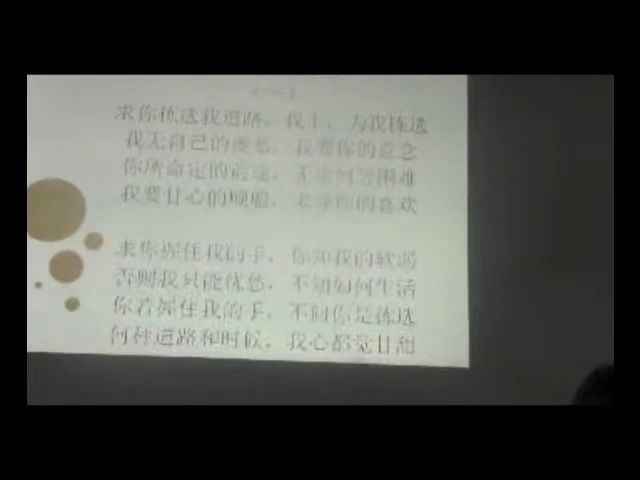 求你拣选我道路，我主，为我拣选
我无自己的羡慕，我要你的意念
你所命定的前途，无论何等困难
我要甘心的顺服，来寻你的喜欢
求你握住我的手，你知我的软弱
否则我只能忧愁，不知如何生活
你若握住我的手，不问你是拣选
何种道路和时候，我心都觉甘甜